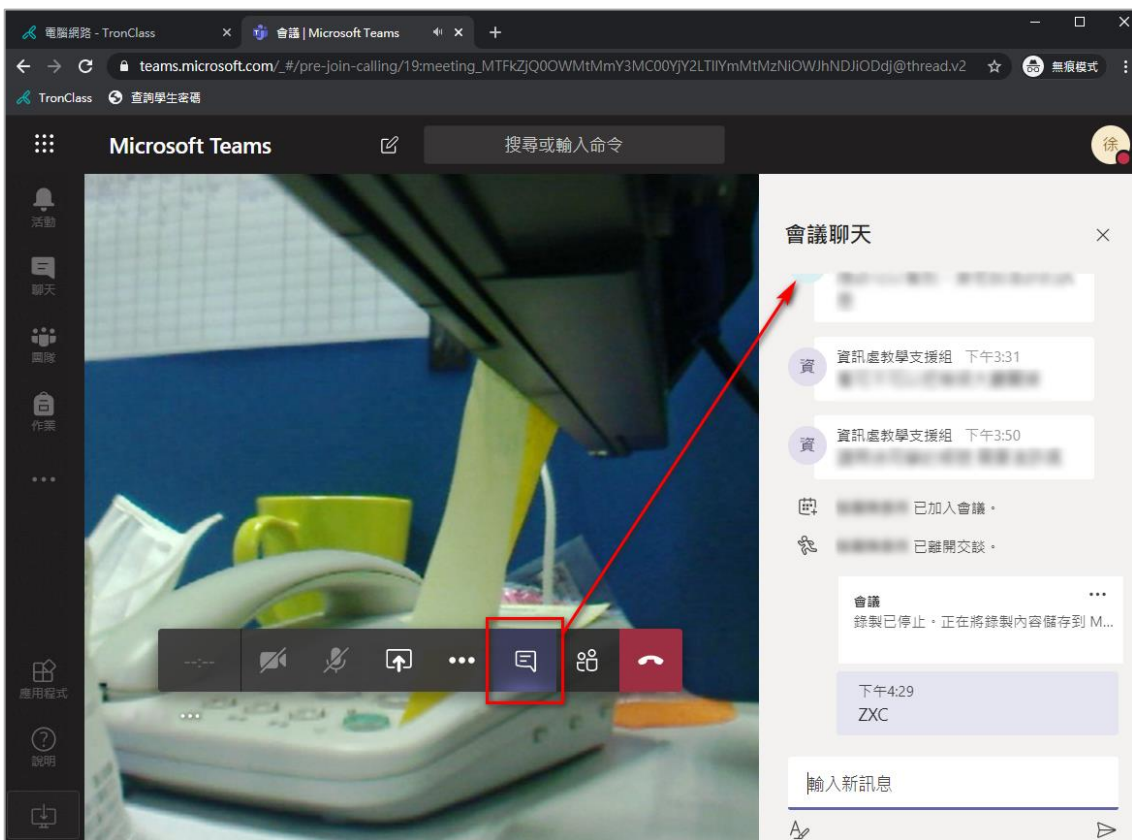 電腦網路 - TronClass
會議 | Microsoft Teams
teams.microsoft.com/_#/pre-join-calling/19:meeting_MTFkZjQ0OWMtMmY3MC00YjY2LTlIYmMtMzNiOWJhNDJiODdj@thread.v2
無痕模式
TronClass
查詢學生密碼
Microsoft Teams
搜尋或輸入命令
徐
活動
聊天
團隊
作業
應用程式
說明
--:--
會議聊天
資
資訊處教學支援組 下午3:31
資
資訊處教學支援組 下午3:50
已加入會議。
已離開交談。
會議
錄製已停止。正在將錄製內容儲存到 M...
下午4:29
ZXC
輸入新訊息